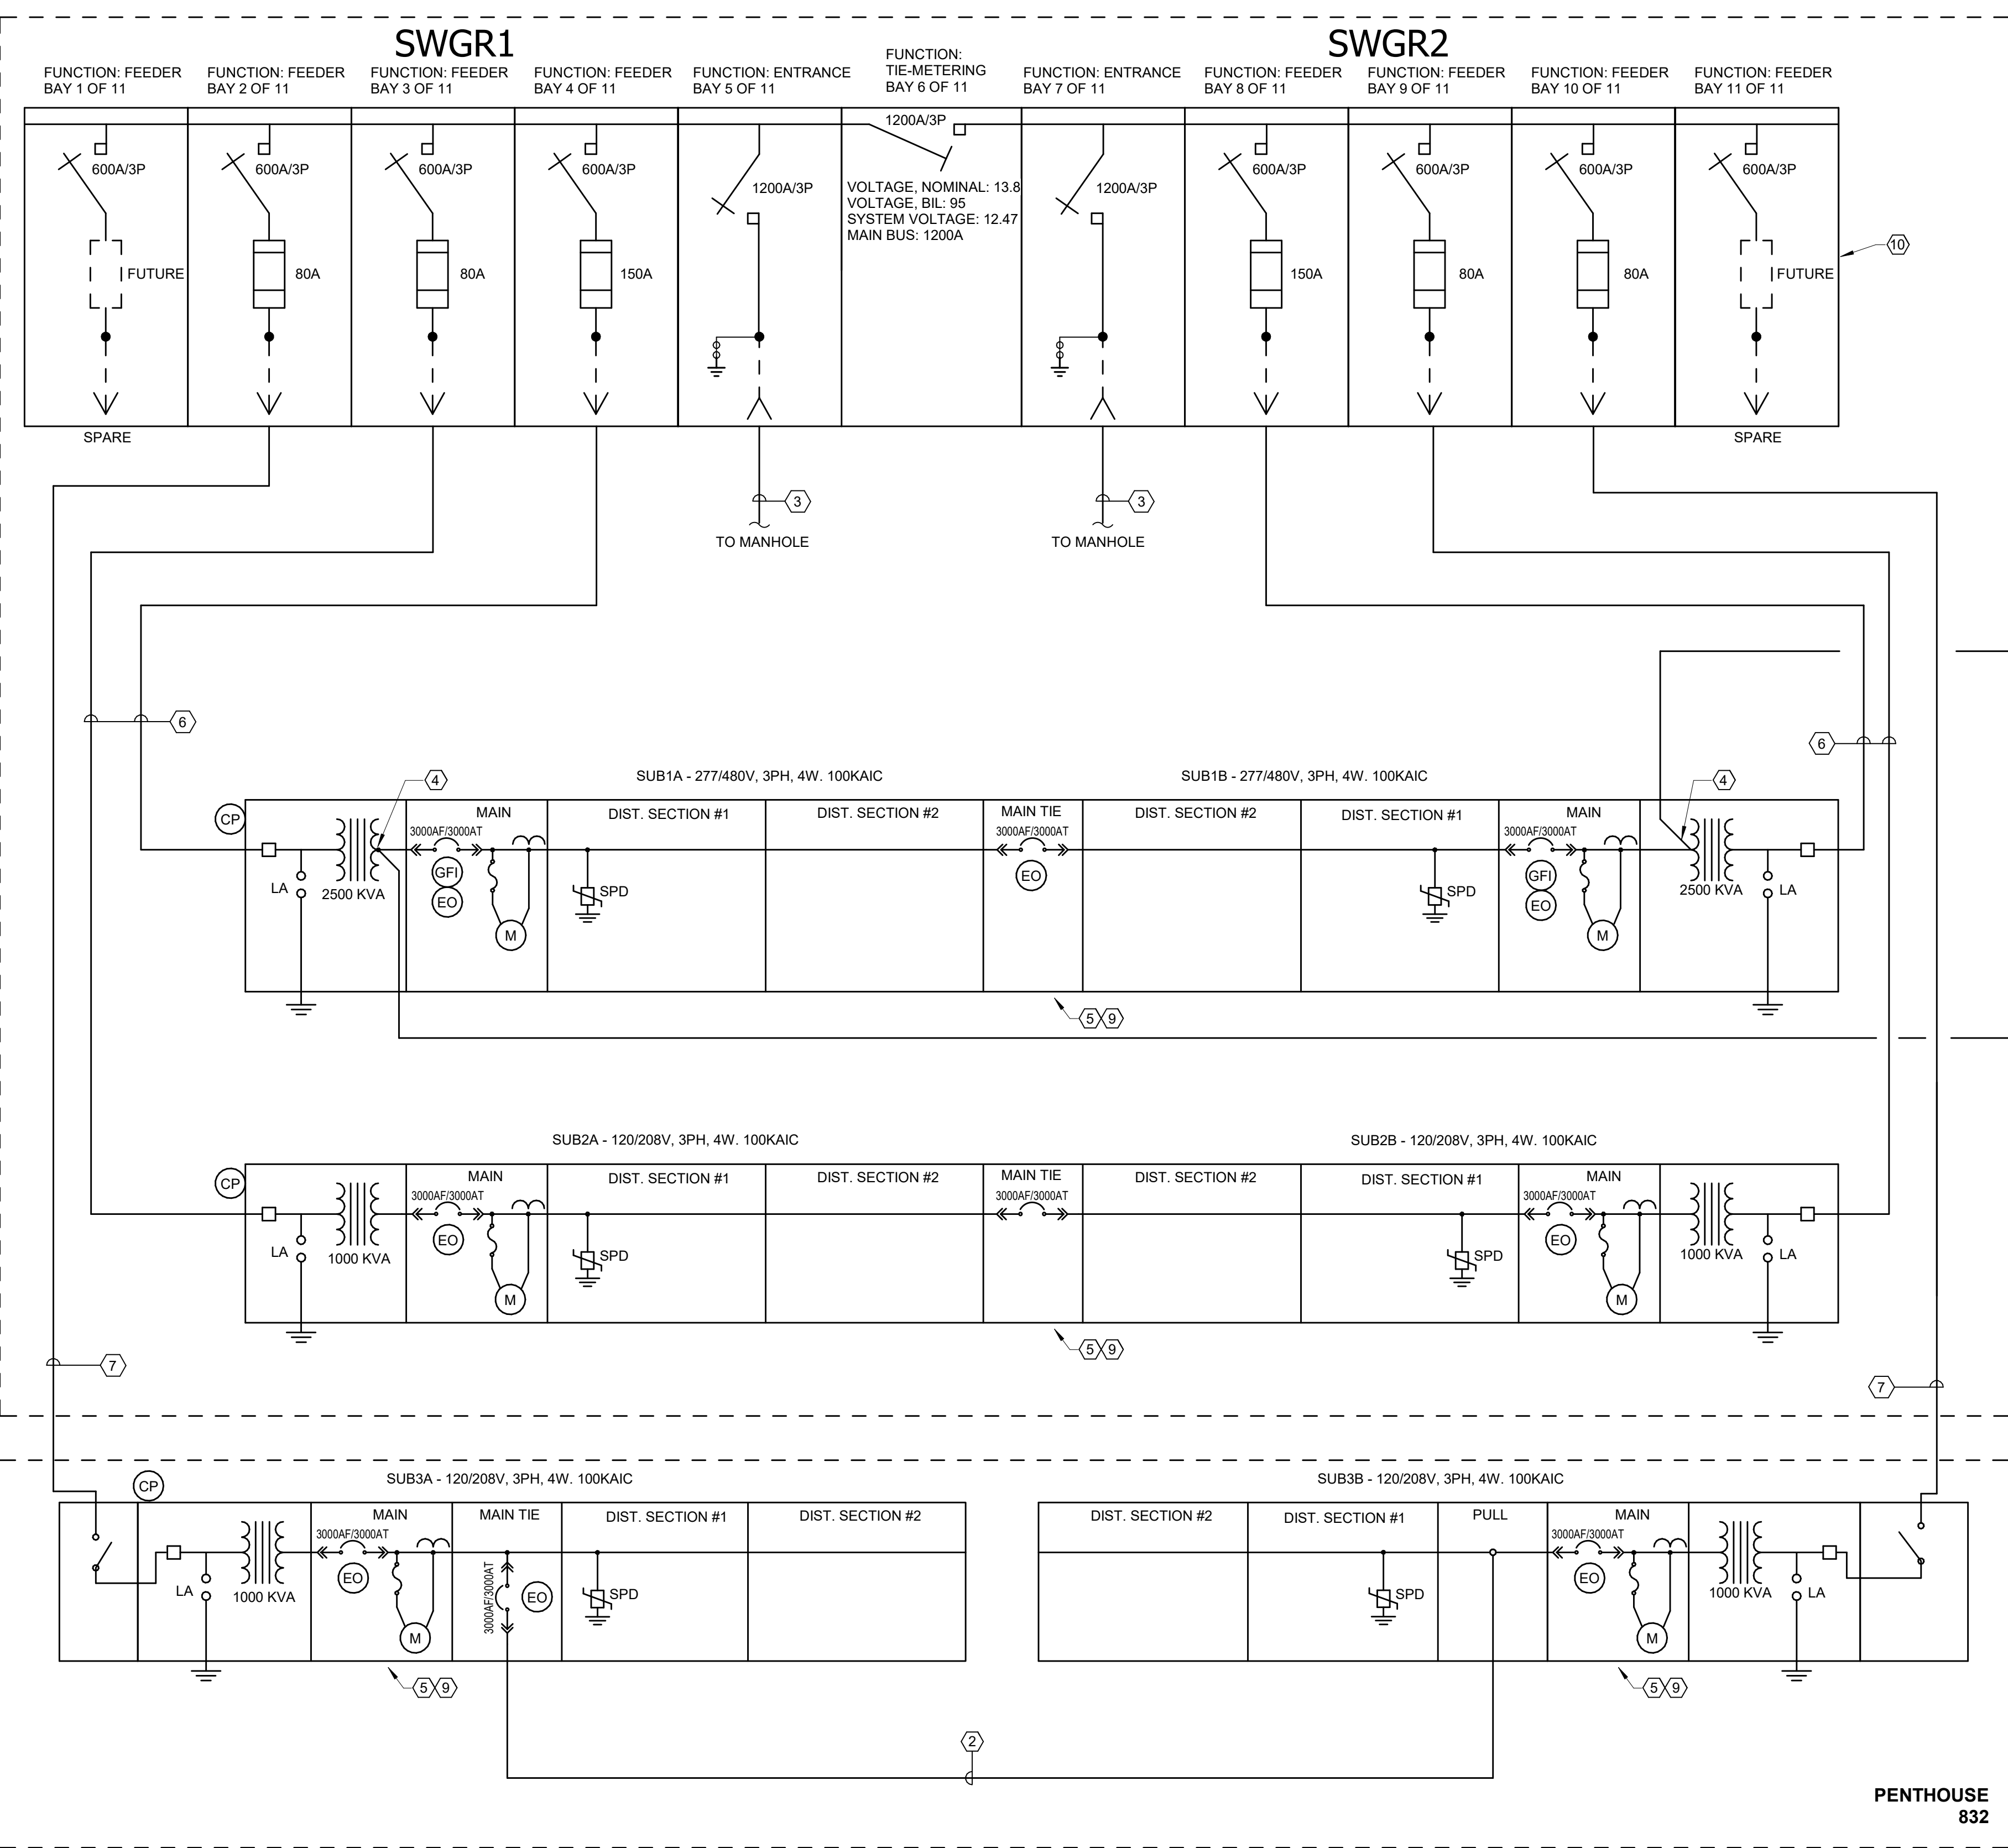 SWGR1
SWGR2
FUNCTION: FEEDER
BAY 1 OF 11
FUNCTION: FEEDER
BAY 2 OF 11
FUNCTION: FEEDER
BAY 3 OF 11
FUNCTION: FEEDER
BAY 4 OF 11
FUNCTION: ENTRANCE
BAY 5 OF 11
FUNCTION:
TIE-METERING
BAY 6 OF 11
FUNCTION: ENTRANCE
BAY 7 OF 11
FUNCTION: FEEDER
BAY 8 OF 11
FUNCTION: FEEDER
BAY 9 OF 11
FUNCTION: FEEDER
BAY 10 OF 11
FUNCTION: FEEDER
BAY 11 OF 11
600A/3P
600A/3P
600A/3P
600A/3P
1200A/3P
1200A/3P
1200A/3P
600A/3P
600A/3P
600A/3P
600A/3P
VOLTAGE, NOMINAL: 13.8
VOLTAGE, BIL: 95
SYSTEM VOLTAGE: 12.47
MAIN BUS: 1200A
10
FUTURE
80A
80A
150A
150A
80A
80A
FUTURE
SPARE
SPARE
3
3
TO MANHOLE
TO MANHOLE
6
6
SUB1A - 277/480V, 3PH, 4W. 100KAIC
SUB1B - 277/480V, 3PH, 4W. 100KAIC
4
4
CP
MAIN
DIST. SECTION #1
DIST. SECTION #2
MAIN TIE
DIST. SECTION #2
DIST. SECTION #1
MAIN
3000AF/3000AT
3000AF/3000AT
3000AF/3000AT
LA
2500 KVA
GFI
EO
M
SPD
EO
SPD
GFI
EO
M
2500 KVA
LA
5
9
SUB2A - 120/208V, 3PH, 4W. 100KAIC
SUB2B - 120/208V, 3PH, 4W. 100KAIC
CP
MAIN
DIST. SECTION #1
DIST. SECTION #2
MAIN TIE
DIST. SECTION #2
DIST. SECTION #1
MAIN
3000AF/3000AT
3000AF/3000AT
3000AF/3000AT
LA
1000 KVA
EO
M
SPD
SPD
EO
M
1000 KVA
LA
5
9
7
7
SUB3A - 120/208V, 3PH, 4W. 100KAIC
SUB3B - 120/208V, 3PH, 4W. 100KAIC
CP
MAIN
MAIN TIE
DIST. SECTION #1
DIST. SECTION #2
DIST. SECTION #2
DIST. SECTION #1
PULL
MAIN
3000AF/3000AT
3000AF/3000AT
3000AF/3000AT
LA
1000 KVA
EO
M
EO
SPD
SPD
EO
M
1000 KVA
LA
5
9
5
9
2
PENTHOUSE
832